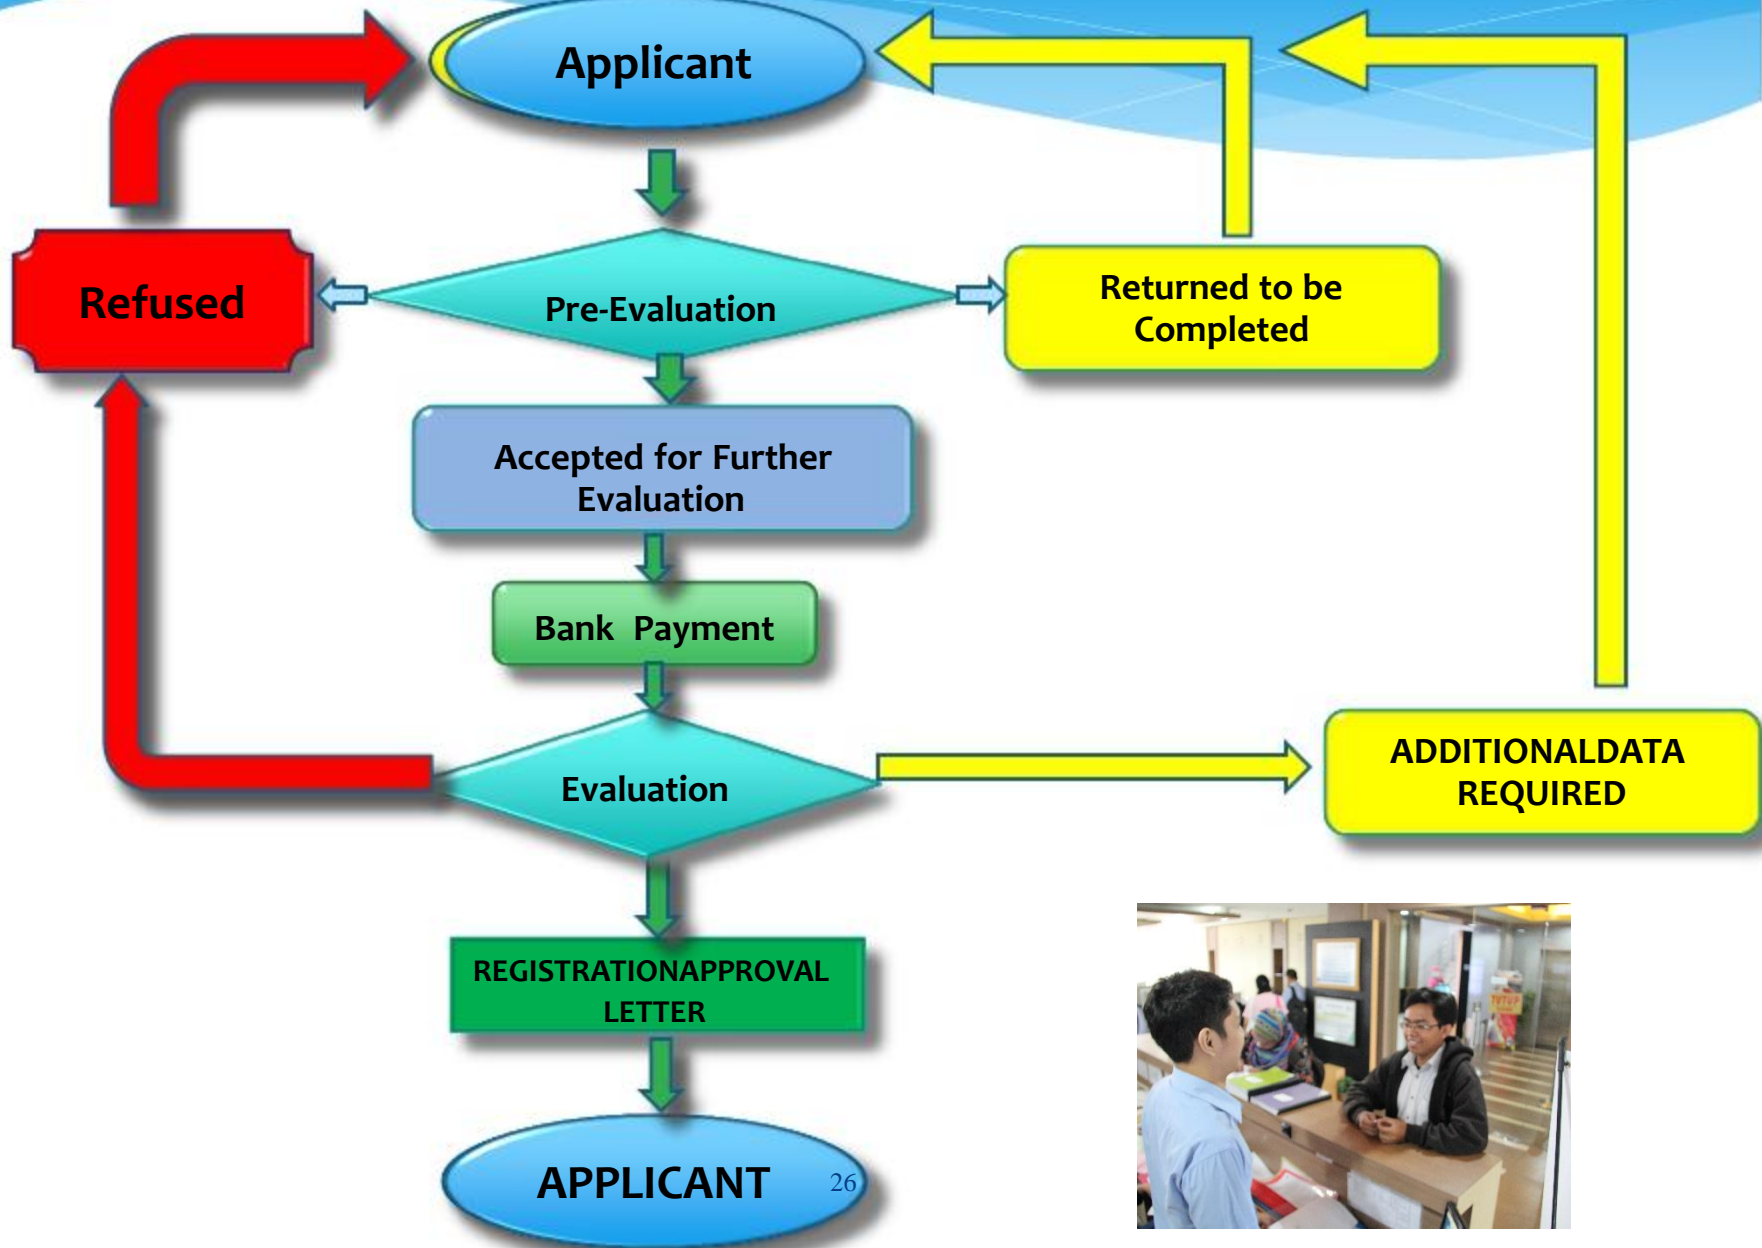 Applicant
Refused
Pre-Evaluation
Returned to be
Completed
Accepted for Further
Evaluation
Bank Payment
Evaluation
ADDITIONALDATA
REQUIRED
REGISTRATIONAPPROVAL
LETTER
APPLICANT
26
TUTUP